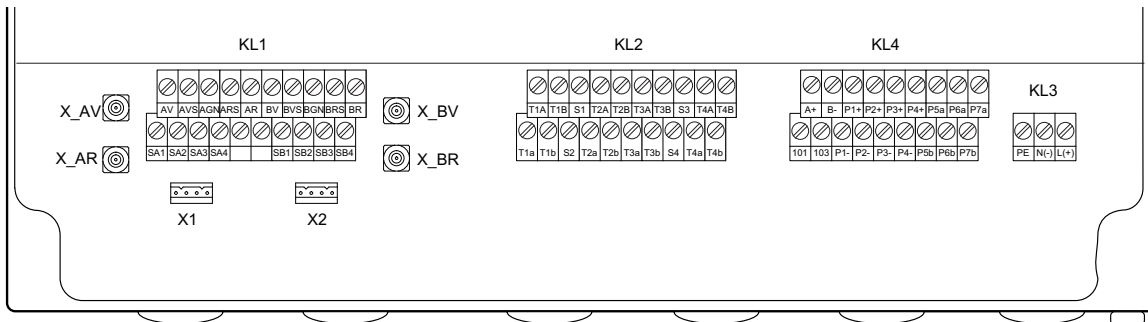 KL1 KL2 KL4
KL3
AV AVS AGN ARS AR BV BVS BGN BRS BR
T1A T1B S1 T2A T2B T3A T3B S3 T4A T4B
A+ B- P1+ P2+ P3+ P4+ P5a P6a P7a
X_AV X_BV
SA1 SA2 SA3 SA4 SB1 SB2 SB3 SB4
T1a T1b S2 T2a T2b T3a T3b S4 T4a T4b
101 103 P1- P2- P3- P4- P5b P6b P7b
PE N(-) L(+)
X_AR X_BR
X1 X2